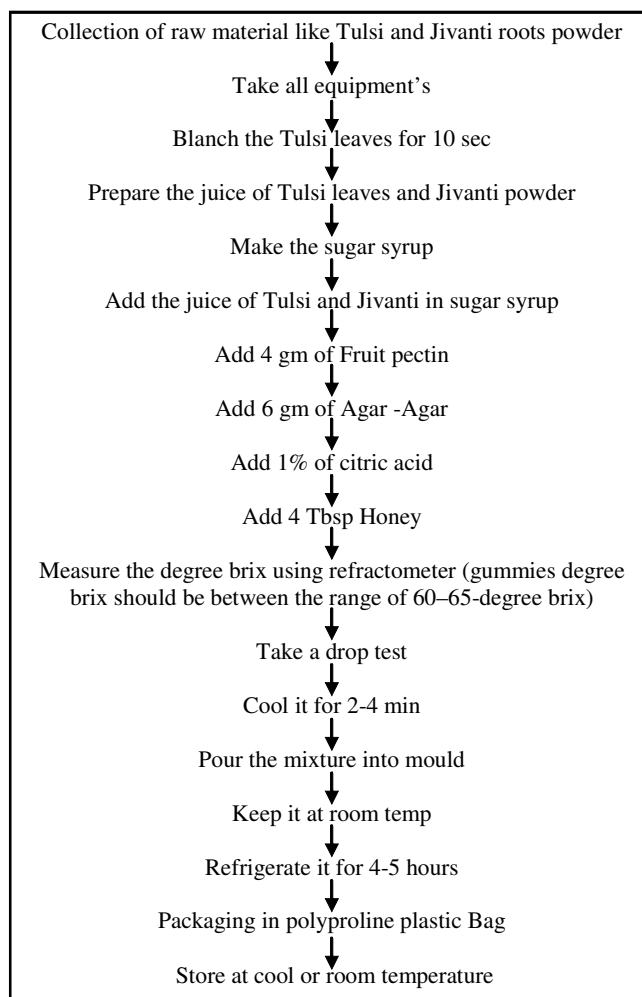 Collection of raw material like Tulsi and Jivanti roots powder
Take all equipment's
Blanch the Tulsi leaves for 10 sec
Prepare the juice of Tulsi leaves and Jivanti powder
Make the sugar syrup
Add the juice of Tulsi and Jivanti in sugar syrup
Add 4 gm of Fruit pectin
Add 6 gm of Agar -Agar
Add 1% of citric acid
Add 4 Tbsp Honey
Measure the degree brix using refractometer (gummies degree
brix should be between the range of 60–65-degree brix)
Take a drop test
Cool it for 2-4 min
Pour the mixture into mould
Keep it at room temp
Refrigerate it for 4-5 hours
Packaging in polyproline plastic Bag
Store at cool or room temperature